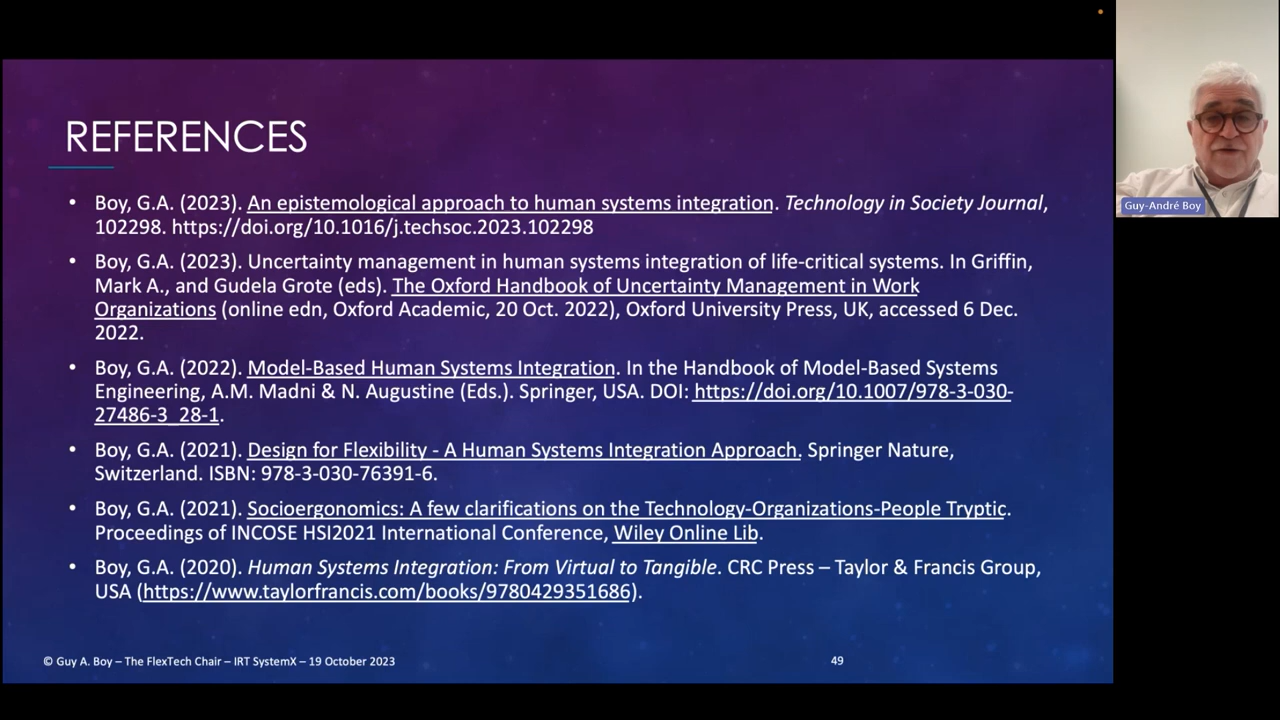 REFERENCES
• Boy, G.A. (2023). An epistemological approach to human systems integration. Technology in Society Journal,
102298. https://doi.org/10.1016/j.techsoc.2023.102298
• Boy, G.A. (2023). Uncertainty management in human systems integration of life-critical systems. In Griffin,
Mark A., and Gudela Grote (eds). The Oxford Handbook of Uncertainty Management in Work
Organizations (online edn, Oxford Academic, 20 Oct. 2022), Oxford University Press, UK, accessed 6 Dec.
2022.
• Boy, G.A. (2022). Model-Based Human Systems Integration. In the Handbook of Model-Based Systems
Engineering, A.M. Madni & N. Augustine (Eds.). Springer, USA. DOI: https://doi.org/10.1007/978-3-030-
27486-3_28-1.
• Boy, G.A. (2021). Design for Flexibility - A Human Systems Integration Approach. Springer Nature,
Switzerland. ISBN: 978-3-030-76391-6.
• Boy, G.A. (2021). Socioergonomics: A few clarifications on the Technology-Organizations-People Tryptic.
Proceedings of INCOSE HSI2021 International Conference, Wiley Online Lib.
• Boy, G.A. (2020). Human Systems Integration: From Virtual to Tangible. CRC Press – Taylor & Francis Group,
USA (https://www.taylorfrancis.com/books/9780429351686).
© Guy A. Boy – The FlexTech Chair – IRT SystemX – 19 October 2023
49
Guy-André Boy